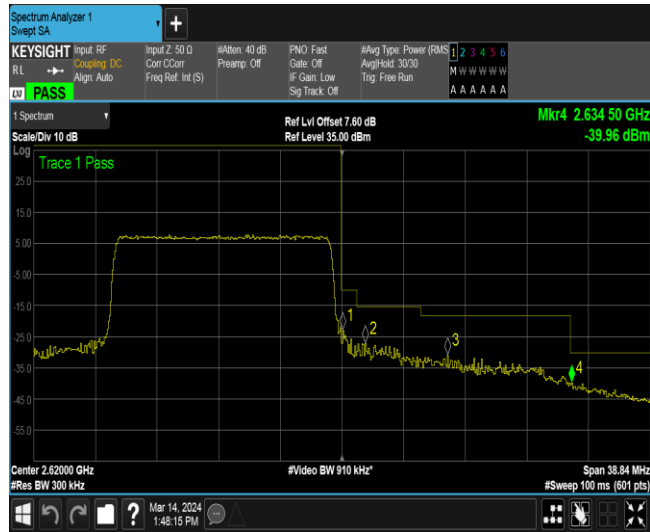 Spectrum Analyzer 1
Swept SA
KEYSIGHT
RL
LXI PASS
Input: RF
Coupling: DC
Align: Auto
Input Z: 50 Ω
Corr CCorr
Freq Ref: Int (S)
#Atten: 40 dB
Preamp: Off
PNO: Fast
Gate: Off
IF Gain: Low
Sig Track: Off
#Avg Type: Power (RMS
Avg|Hold: 30/30
Trig: Free Run
1 2 3 4 5 6
M W W W W W
A A A A A A
1 Spectrum
Scale/Div 10 dB
Ref Lvl Offset 7.60 dB
Ref Level 35.00 dBm
Mkr4 2.634 50 GHz
-39.96 dBm
Log
Trace 1 Pass
25.0
15.0
5.00
-5.00
-15.0
-25.0
-35.0
-45.0
-55.0
1
2
3
4
Center 2.62000 GHz
#Res BW 300 kHz
#Video BW 910 kHz*
Span 38.84 MHz
#Sweep 100 ms (601 pts)
?
Mar 14, 2024
1:48:15 PM